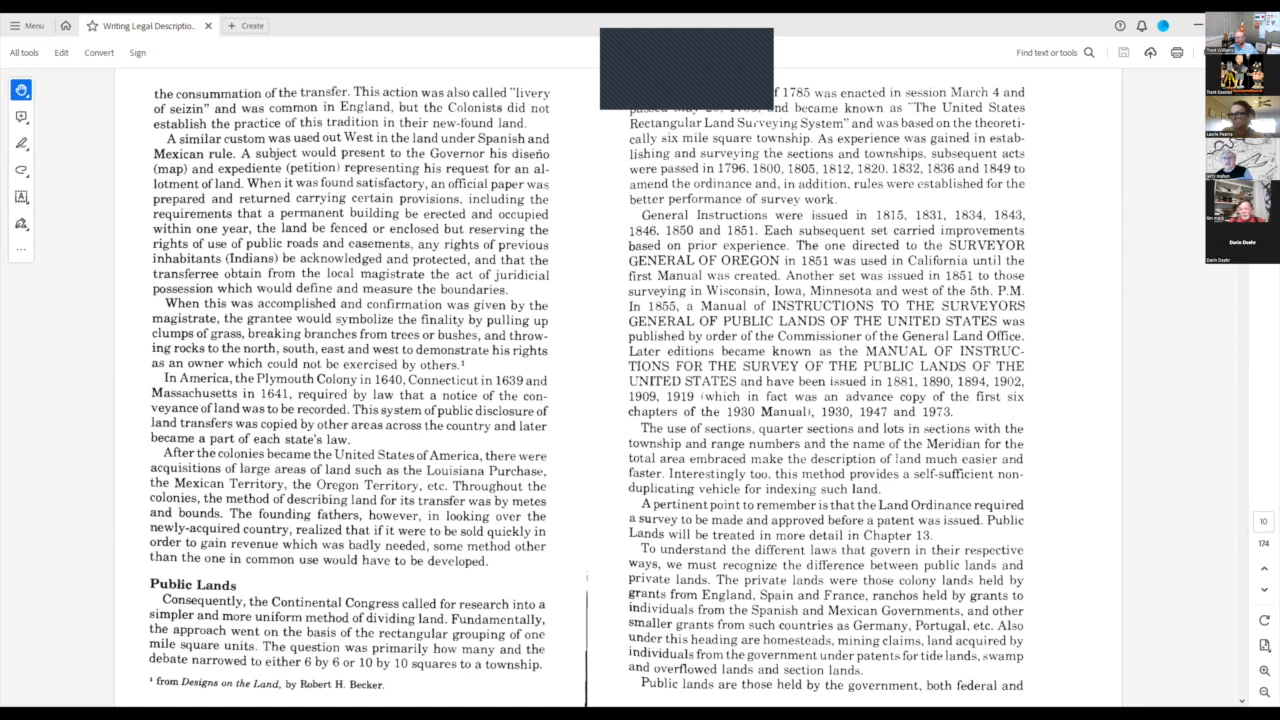 Menu
Writing Legal Descriptio...
Create
All tools
Edit
Convert
Sign
Find text or tools
the consummation of the transfer. This action was also called "livery
of seizin" and was common in England, but the Colonists did not
establish the practice of this tradition in their new-found land.
A similar custom was used out West in the land under Spanish and
Mexican rule. A subject would present to the Governor his diseño
(map) and expediente (petition) representing his request for an al-
lotment of land. When it was found satisfactory, an official paper was
prepared and returned carrying certain provisions, including the
requirements that a permanent building be erected and occupied
within one year, the land be fenced or enclosed but reserving the
rights of use of public roads and easements, any rights of previous
inhabitants (Indians) be acknowledged and protected, and that the
transferree obtain from the local magistrate the act of juridicial
possession which would define and measure the boundaries.
When this was accomplished and confirmation was given by the
magistrate, the grantee would symbolize the finality by pulling up
clumps of grass, breaking branches from trees or bushes, and throw-
ing rocks to the north, south, east and west to demonstrate his rights
as an owner which could not be exercised by others.¹
In America, the Plymouth Colony in 1640, Connecticut in 1639 and
Massachusetts in 1641, required by law that a notice of the con-
veyance of land was to be recorded. This system of public disclosure of
land transfers was copied by other areas across the country and later
became a part of each state's law.
After the colonies became the United States of America, there were
acquisitions of large areas of land such as the Louisiana Purchase,
the Mexican Territory, the Oregon Territory, etc. Throughout the
colonies, the method of describing land for its transfer was by metes
and bounds. The founding fathers, however, in looking over the
newly-acquired country, realized that if it were to be sold quickly in
order to gain revenue which was badly needed, some method other
than the one in common use would have to be developed.
Public Lands
Consequently, the Continental Congress called for research into a
simpler and more uniform method of dividing land. Fundamentally,
the approach went on the basis of the rectangular grouping of one
mile square units. The question was primarily how many and the
debate narrowed to either 6 by 6 or 10 by 10 squares to a township.
¹ from Designs on the Land, by Robert H. Becker.
of 1785 was enacted in session March 4 and
and became known as "The United States
Rectangular Land Surveying System" and was based on the theoreti-
cally six mile square township. As experience was gained in estab-
lishing and surveying the sections and townships, subsequent acts
were passed in 1796, 1800, 1805, 1812, 1820, 1832, 1836 and 1849 to
amend the ordinance and, in addition, rules were established for the
better performance of survey work.
General Instructions were issued in 1815, 1831, 1834, 1843,
1846, 1850 and 1851. Each subsequent set carried improvements
based on prior experience. The one directed to the SURVEYOR
GENERAL OF OREGON in 1851 was used in California until the
first Manual was created. Another set was issued in 1851 to those
surveying in Wisconsin, Iowa, Minnesota and west of the 5th. P.M.
In 1855, a Manual of INSTRUCTIONS TO THE SURVEYORS
GENERAL OF PUBLIC LANDS OF THE UNITED STATES was
published by order of the Commissioner of the General Land Office.
Later editions became known as the MANUAL OF INSTRUC-
TIONS FOR THE SURVEY OF THE PUBLIC LANDS OF THE
UNITED STATES and have been issued in 1881, 1890, 1894, 1902,
1909, 1919 (which in fact was an advance copy of the first six
chapters of the 1930 Manual), 1930, 1947 and 1973.
The use of sections, quarter sections and lots in sections with the
township and range numbers and the name of the Meridian for the
total area embraced make the description of land much easier and
faster. Interestingly too, this method provides a self-sufficient non-
duplicating vehicle for indexing such land.
A pertinent point to remember is that the Land Ordinance required
a survey to be made and approved before a patent was issued. Public
Lands will be treated in more detail in Chapter 13.
To understand the different laws that govern in their respective
ways, we must recognize the difference between public lands and
private lands. The private lands were those colony lands held by
grants from England, Spain and France, ranchos held by grants to
individuals from the Spanish and Mexican Governments, and other
smaller grants from such countries as Germany, Portugal, etc. Also
under this heading are homesteads, mining claims, land acquired by
individuals from the government under patents for tide lands, swamp
and overflowed lands and section lands.
Public lands are those held by the government, both federal and
10
174
Trent Williams
Trent Keenan
Laurie Pearce
jerry mahun
tim mock
Darin Doehr
Darin Doehr